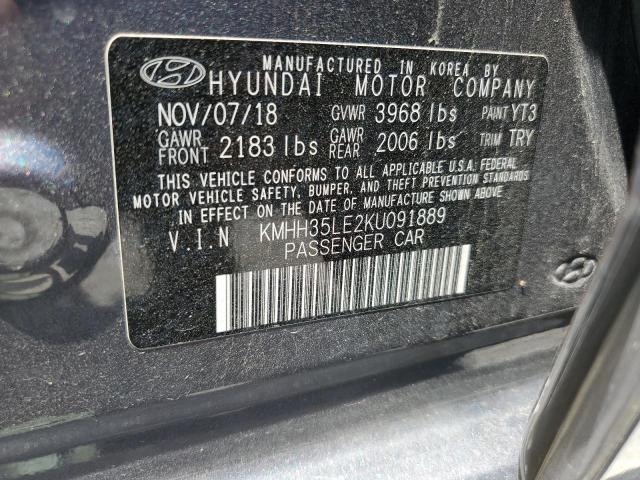 MANUFACTURED IN KOREA BY
HYUNDAI MOTOR COMPANY
NOV/07/18 GVWR 3968 lbs PAINT YT3
GAWR FRONT 2183 lbs GAWR REAR 2006 lbs TRIM TRY
THIS VEHICLE CONFORMS TO ALL APPLICABLE U.S.A. FEDERAL
MOTOR VEHICLE SAFETY, BUMPER, AND THEFT PREVENTION STANDARDS
IN EFFECT ON THE DATE OF MANUFACTURE SHOWN ABOVE.
V.I.N KMHH35LE2KU091889
PASSENGER CAR